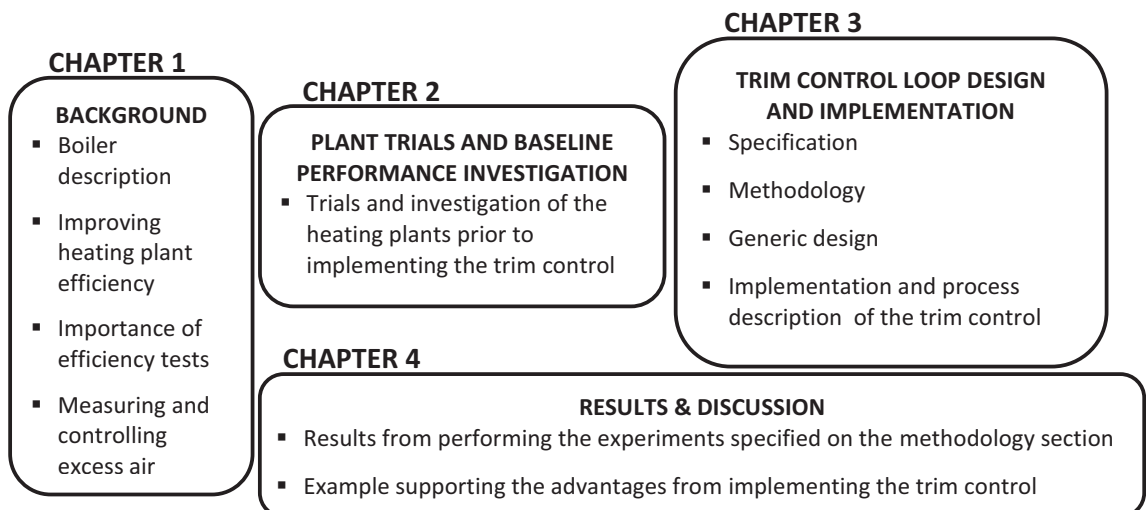 CHAPTER 1
BACKGROUND
▪ Boiler
description
▪ Improving
heating plant
efficiency
▪ Importance of
efficiency tests
▪ Measuring and
controlling
excess air
CHAPTER 2
PLANT TRIALS AND BASELINE
PERFORMANCE INVESTIGATION
▪ Trials and investigation of the
heating plants prior to
implementing the trim control
CHAPTER 3
TRIM CONTROL LOOP DESIGN
AND IMPLEMENTATION
▪ Specification
▪ Methodology
▪ Generic design
▪ Implementation and process
description of the trim control
CHAPTER 4
RESULTS & DISCUSSION
▪ Results from performing the experiments specified on the methodology section
▪ Example supporting the advantages from implementing the trim control